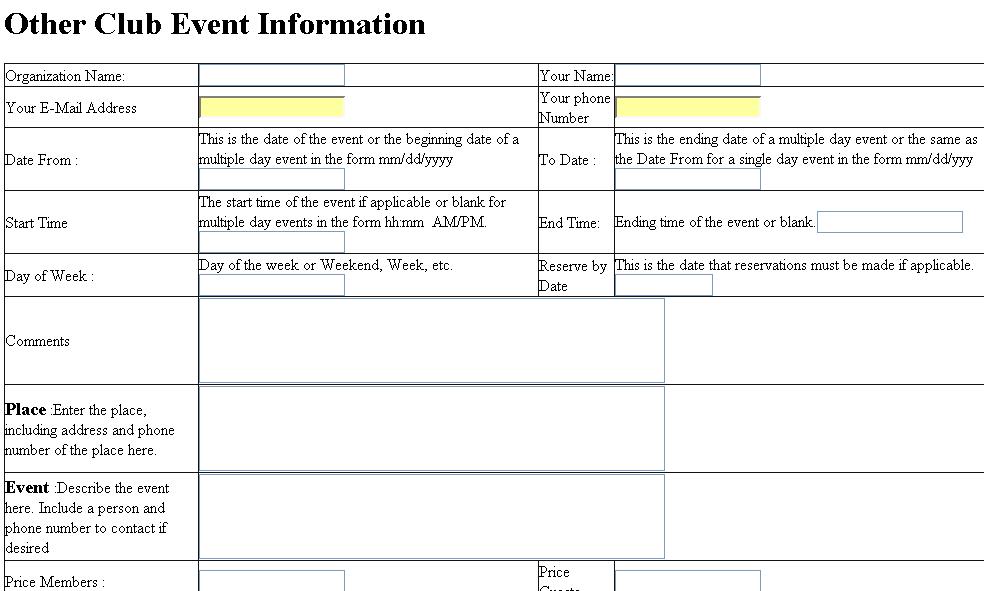 Other Club Event Information
Organization Name:
Your Name:
Your E-Mail Address
Your phone
Number
Date From :
This is the date of the event or the beginning date of a
multiple day event in the form mm/dd/yyyy
To Date :
This is the ending date of a multiple day event or the same as
the Date From for a single day event in the form mm/dd/yyy
Start Time
The start time of the event if applicable or blank for
multiple day events in the form hh:mm AM/PM.
End Time:
Ending time of the event or blank.
Day of Week :
Day of the week or Weekend, Week, etc.
Reserve by
Date
This is the date that reservations must be made if applicable.
Comments
Place :Enter the place,
including address and phone
number of the place here.
Event :Describe the event
here. Include a person and
phone number to contact if
desired
Price Members :
Price